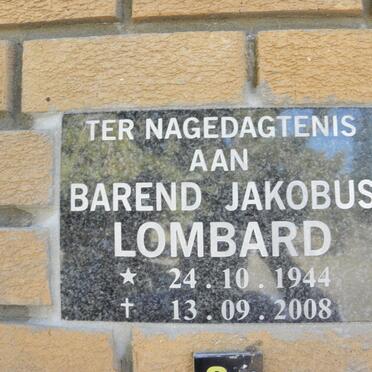 TER NAGEDAGTENIS
AAN
BAREND JAKOBUS
LOMBARD
★ 24.10.1944
✝ 13.09.2008